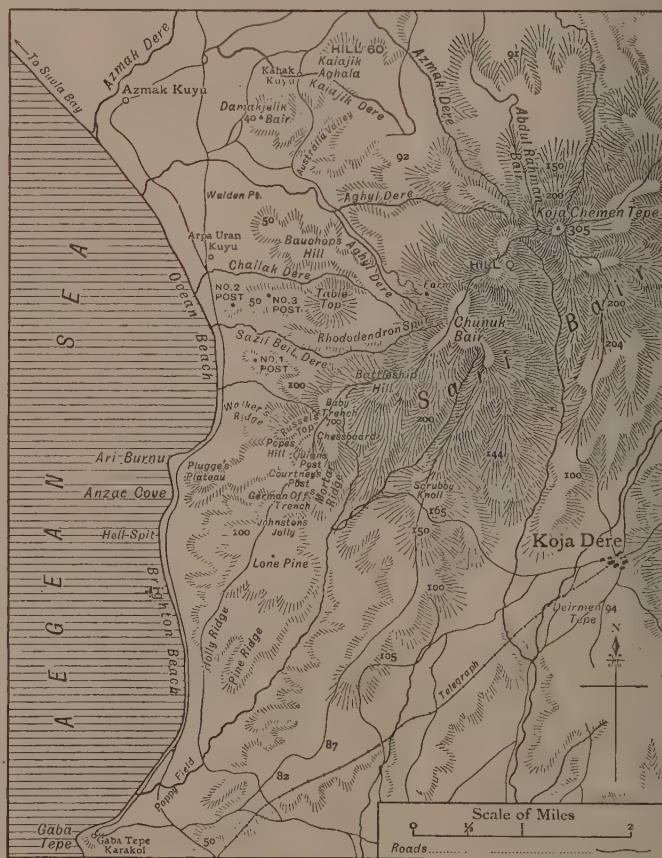 To Suvla Bay
Azmak Dere
Azmak Kuyu
Kabak
Kuyu
HILL 60
Kaiajik
Aghala
Kaiajik Dere
Damakjelik
40 Bair
Australia Valley
92
Azmak Dere
91
Abdul Rahman
Bair
150
200
Koja Chemen Tepe
305
Walden Pt.
Aghyl Dere
Arpa Uran
Kuyu
50
Bauchops
Hill
Aghyl Dere
HILL Q
Chailak Dere
Farm
NO. 2
POST
50
NO. 3
POST
Table
Top
Rhododendron Spur
Chunuk
Bair
Sari Bair
200
204
Ocean
Beach
Sazli Beit Dere
NO. 1
POST
100
Battleship
Hill
200
144
100
Walker's
Ridge
Russel's
Top
Baby
Trench
700
Chessboard
Popes
Hill
Quinns
Post
Courtney's
Post
German Off.
Trench
Mortar
Ridge
Johnstons
Jolly
Ari Burnu
Plugge's
Plateau
Anzac Cove
Hell-Spit
100
Lone Pine
Scrubby
Knoll
165
150
100
Koja Dere
Deirmen 94
Tepe
AEGEAN SEA
Brighton Beach
Holly Ridge
Pine Ridge
105
Telegraph
N
87
82
Poppy Field
Gaba
Tepe
Gaba Tepe
Karakol
50
Scale of Miles
0 ½ 1 2
Roads